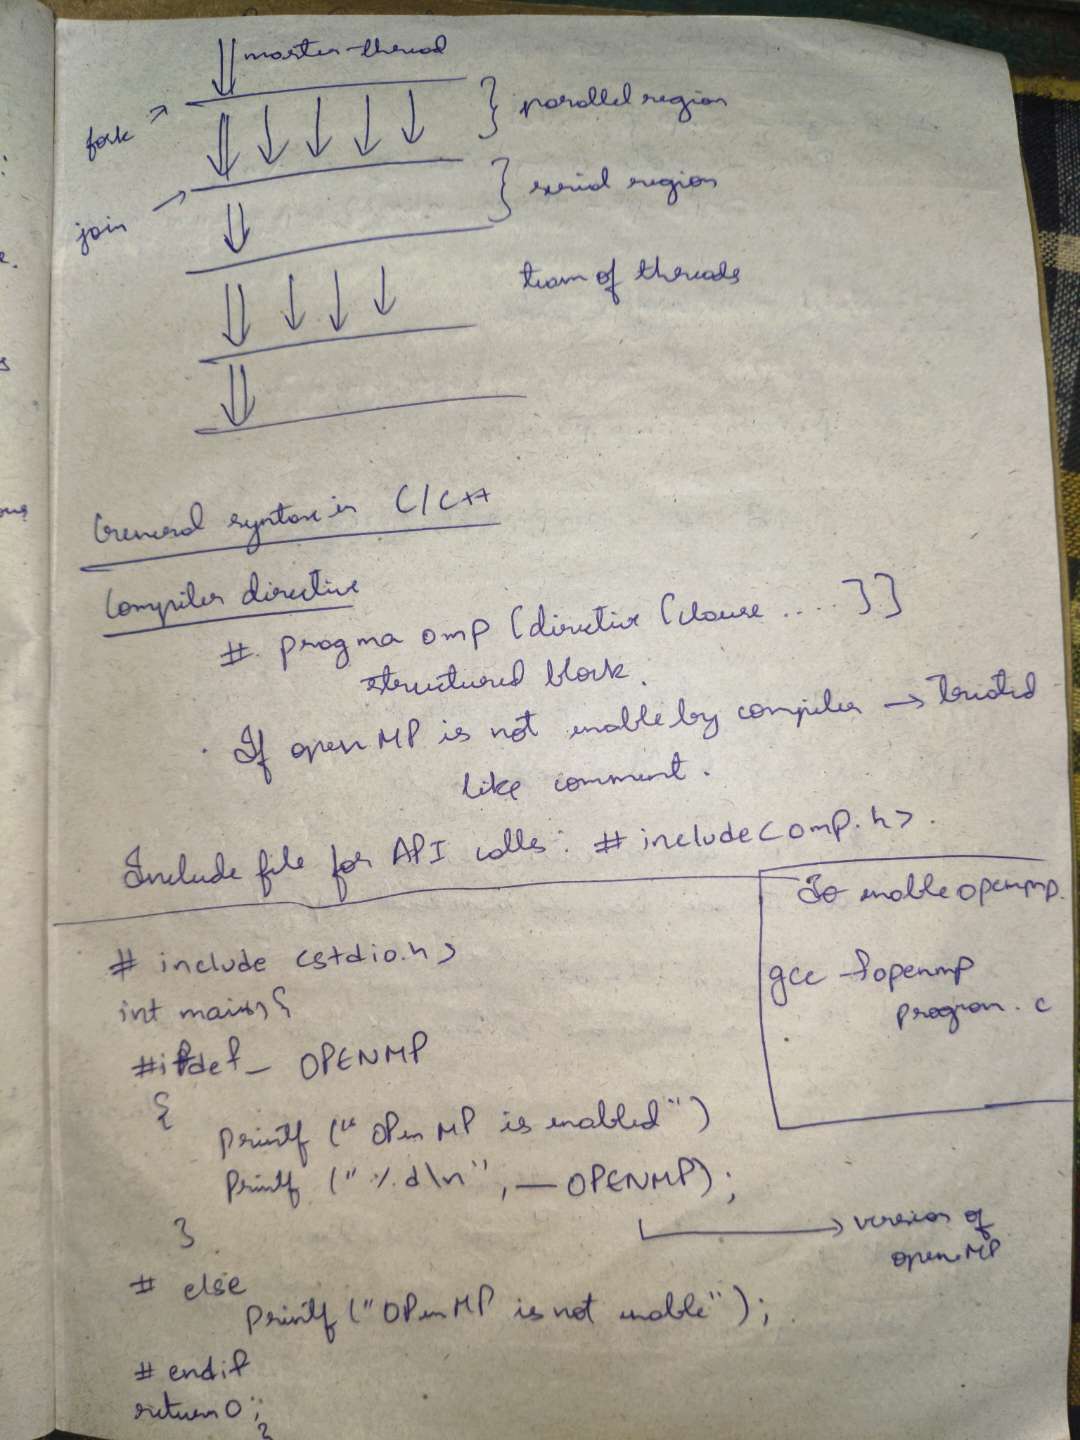 master thread
fork
parallel region
join
serial region
team of threads
General syntax in C/C++
Compiler directive
# pragma omp [directive [clause ....]]
structured block.
. If open MP is not enable by compiler → treated
like comment.
Include file for API calls: # include<omp.h>.
To enable openmp.
gcc -fopenmp
program.c
# include <stdio.h>
int main() {
#ifdef _ OPENMP
{
printf ("OPen MP is enabled")
printf ("%d\n", _OPENMP);
→ version of
open MP
}
# else
printf ("OPen MP is not enable");
# endif
return 0;
}